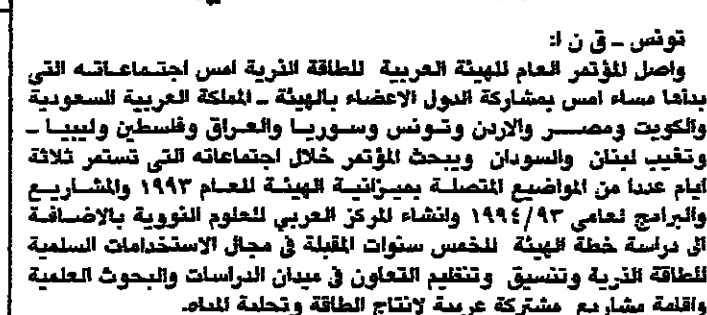 تونس - ق ن ا:
واصل المؤتمر العام للهيئة العربية للطاقة الذرية امس اجتماعاته التي
بدأها مساء امس بمشاركة الدول الاعضاء بالهيئة - المملكة العربية السعودية
والكويت ومصر والاردن وتونس وسوريا والعراق وفلسطين وليبيا -
وتغيب لبنان والسودان ويبحث المؤتمر خلال اجتماعاته التي تستمر ثلاثة
ايام عددا من المواضيع المتصلة بميزانية الهيئة للعام ١٩٩٣ والمشاريع
والبرامج لعامي ١٩٩٤/٩٣ وانشاء المركز العربي للعلوم النووية بالاضافة
الى دراسة خطة الهيئة للخمس سنوات المقبلة في مجال الاستخدامات السلمية
للطاقة الذرية وتنسيق وتنظيم التعاون في ميدان الدراسات والبحوث العلمية
واقامة مشاريع مشتركة عربية لانتاج الطاقة وتحلية المياه.